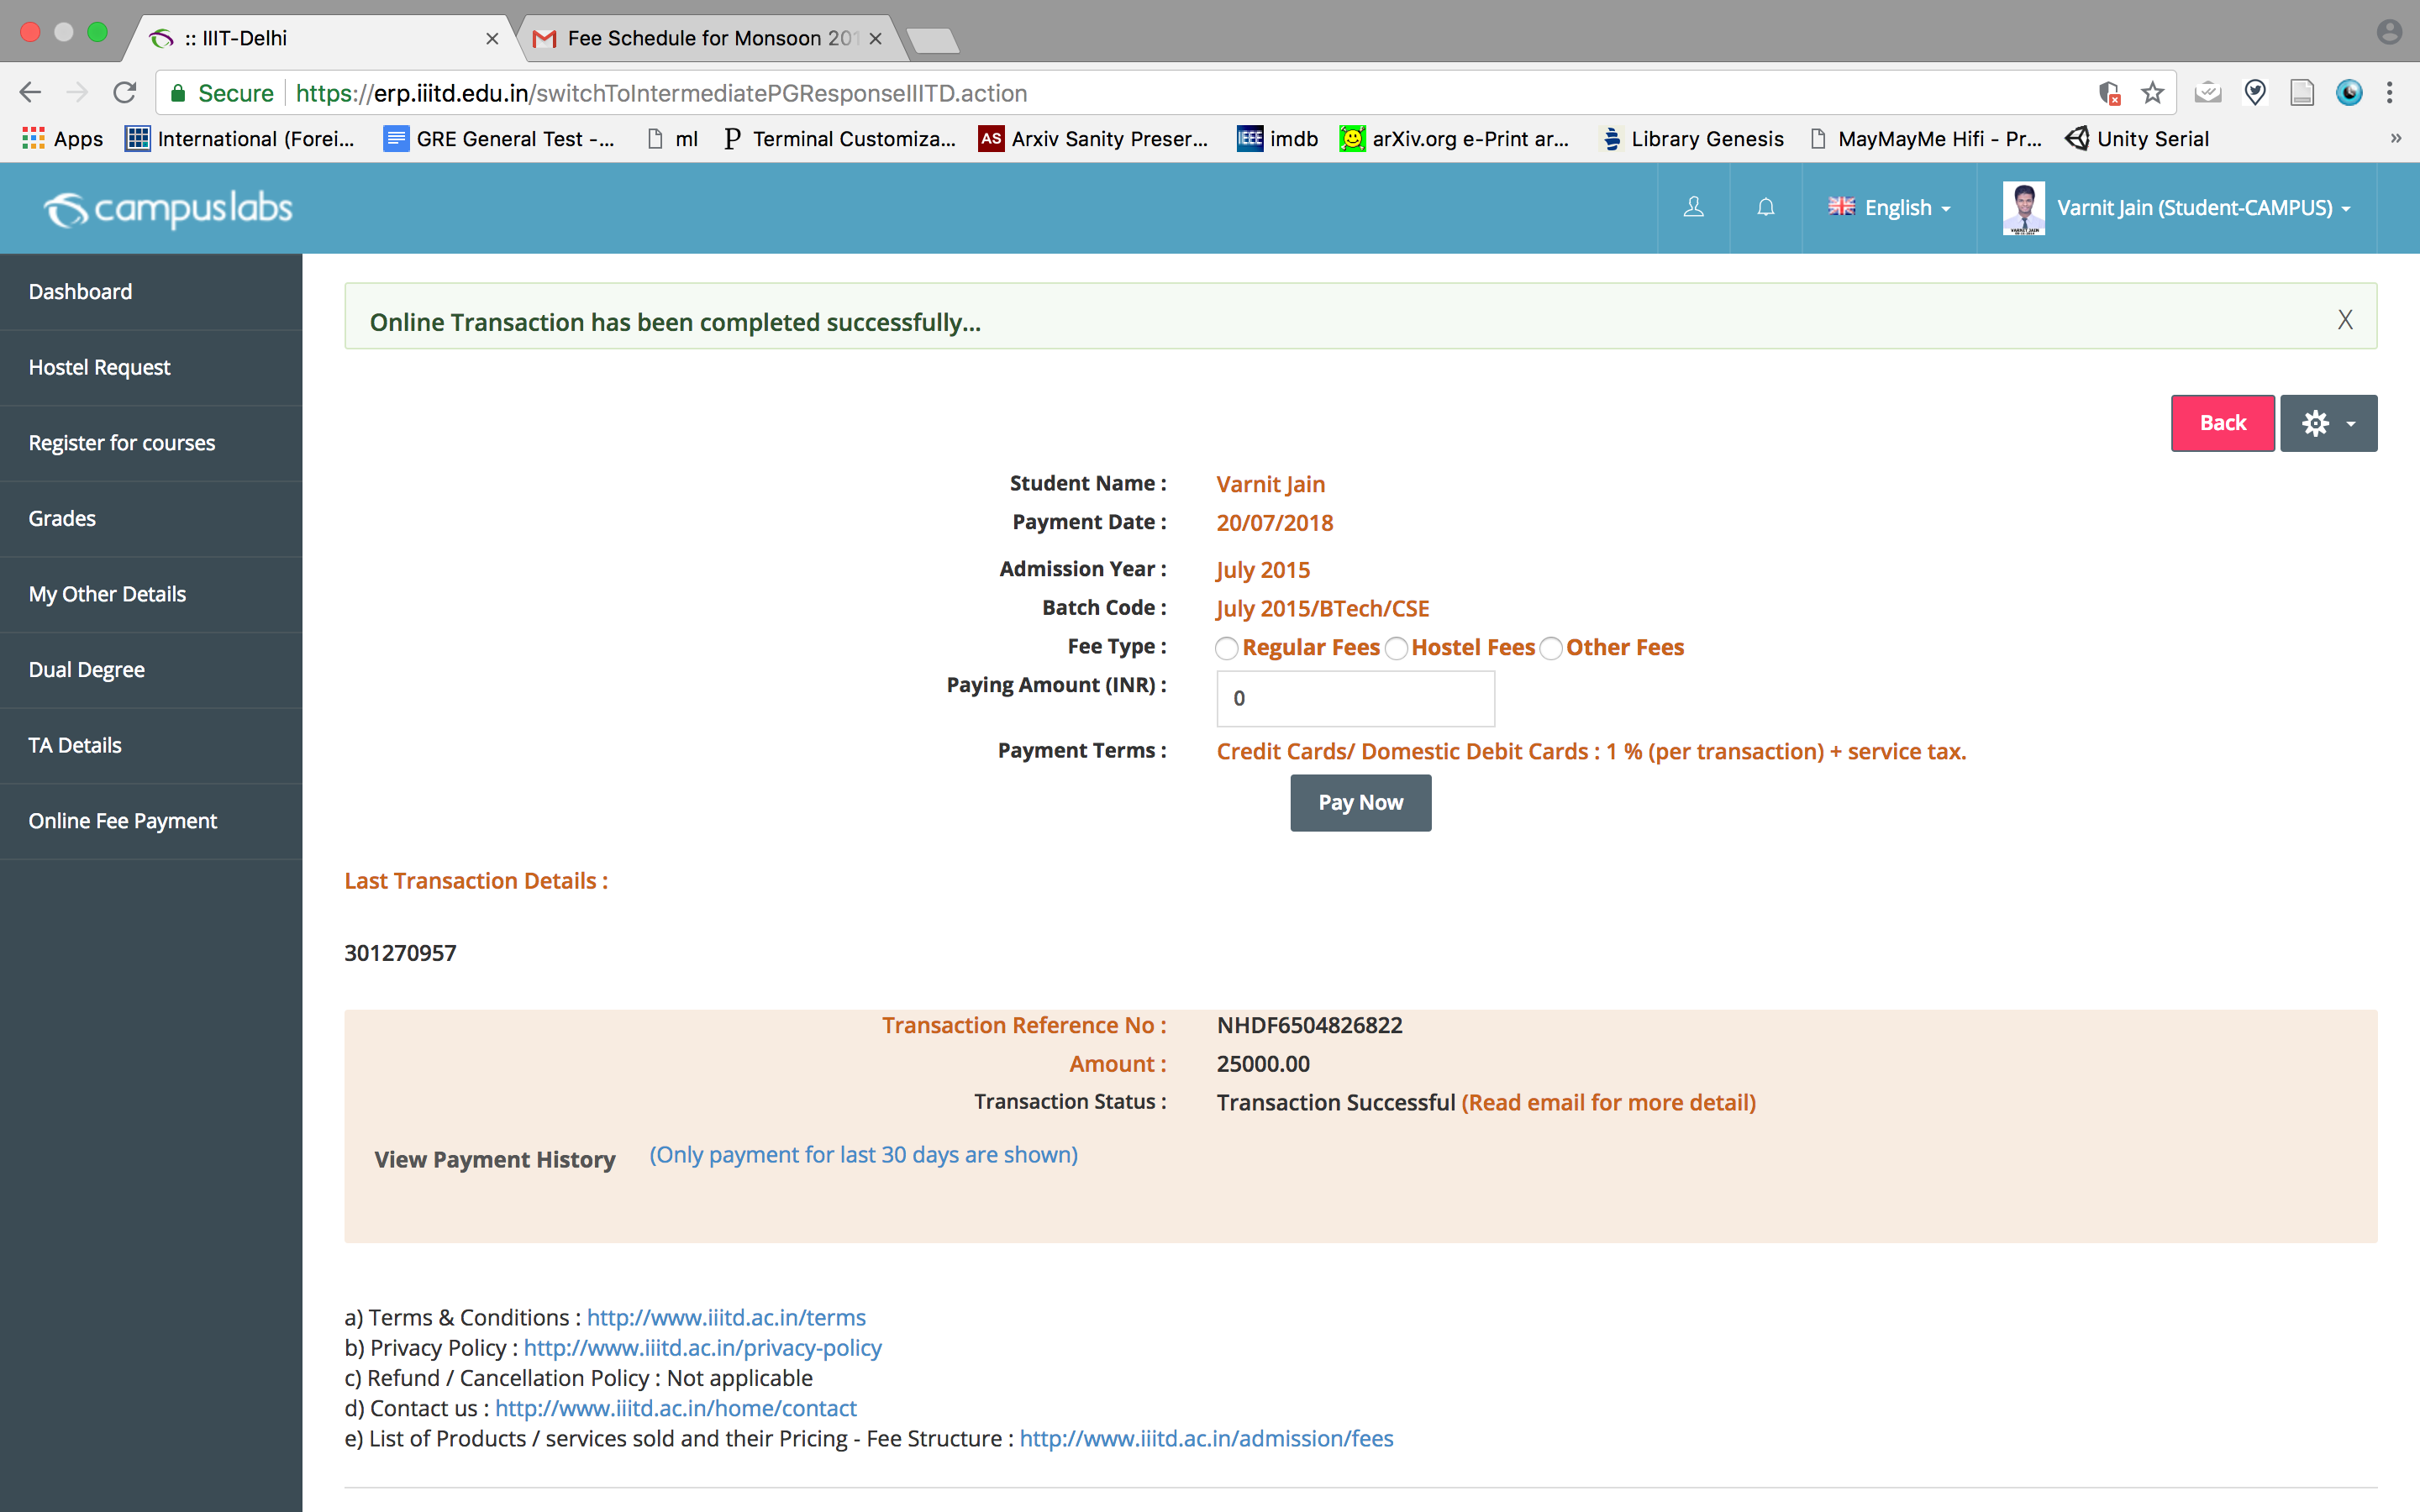 :: IIIT-Delhi
Fee Schedule for Monsoon 201
Secure https://erp.iiitd.edu.in/switchToIntermediatePGResponseIIITD.action
Apps International (Forei... GRE General Test -... ml P Terminal Customiza... AS Arxiv Sanity Preser... IEEE imdb arXiv.org e-Print ar... Library Genesis MayMayMe Hifi - Pr... Unity Serial »
campuslabs
English
Varnit Jain (Student-CAMPUS)
Dashboard
Hostel Request
Register for courses
Grades
My Other Details
Dual Degree
TA Details
Online Fee Payment
Online Transaction has been completed successfully...
X
Back
Student Name : Varnit Jain
Payment Date : 20/07/2018
Admission Year : July 2015
Batch Code : July 2015/BTech/CSE
Fee Type : Regular Fees Hostel Fees Other Fees
Paying Amount (INR) : 0
Payment Terms : Credit Cards/ Domestic Debit Cards : 1 % (per transaction) + service tax.
Pay Now
Last Transaction Details :
301270957
Transaction Reference No : NHDF6504826822
Amount : 25000.00
Transaction Status : Transaction Successful (Read email for more detail)
View Payment History (Only payment for last 30 days are shown)
a) Terms & Conditions : http://www.iiitd.ac.in/terms
b) Privacy Policy : http://www.iiitd.ac.in/privacy-policy
c) Refund / Cancellation Policy : Not applicable
d) Contact us : http://www.iiitd.ac.in/home/contact
e) List of Products / services sold and their Pricing - Fee Structure : http://www.iiitd.ac.in/admission/fees